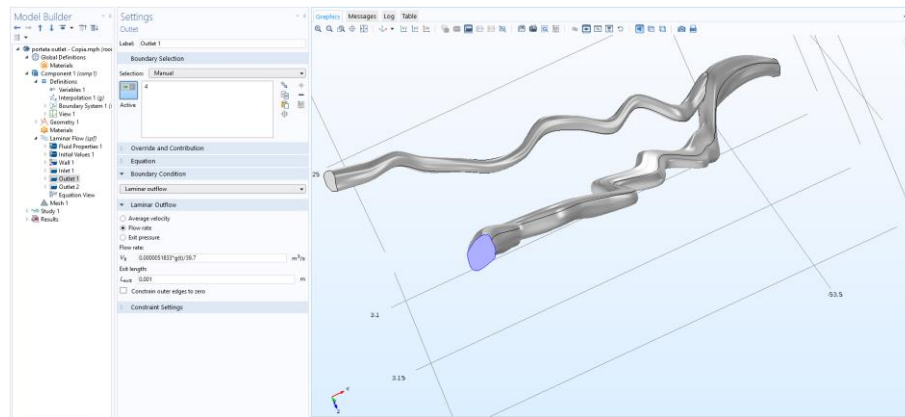 Model Builder
portata outlet - Copia.mph (root)
Global Definitions
Materials
Component 1 (comp1)
Definitions
Variables 1
Interpolation 1 (g)
Boundary System 1 (
View 1
Geometry 1
Materials
Laminar Flow (spf)
Fluid Properties 1
Initial Values 1
Wall 1
Inlet 1
Outlet 1
Outlet 2
Equation View
Mesh 1
Study 1
Results
Settings
Outlet
Label: Outlet 1
Boundary Selection
Selection: Manual
4
Active
Override and Contribution
Equation
Boundary Condition
Laminar outflow
Laminar Outflow
Average velocity
Flow rate
Exit pressure
Flow rate:
V₀ 0.0000051833*g(t)/39.7 m³/s
Exit length:
Lexit 0.001 m
Constrain outer edges to zero
Constraint Settings
Graphics Messages Log Table
25
3.1
3.15
-53.5